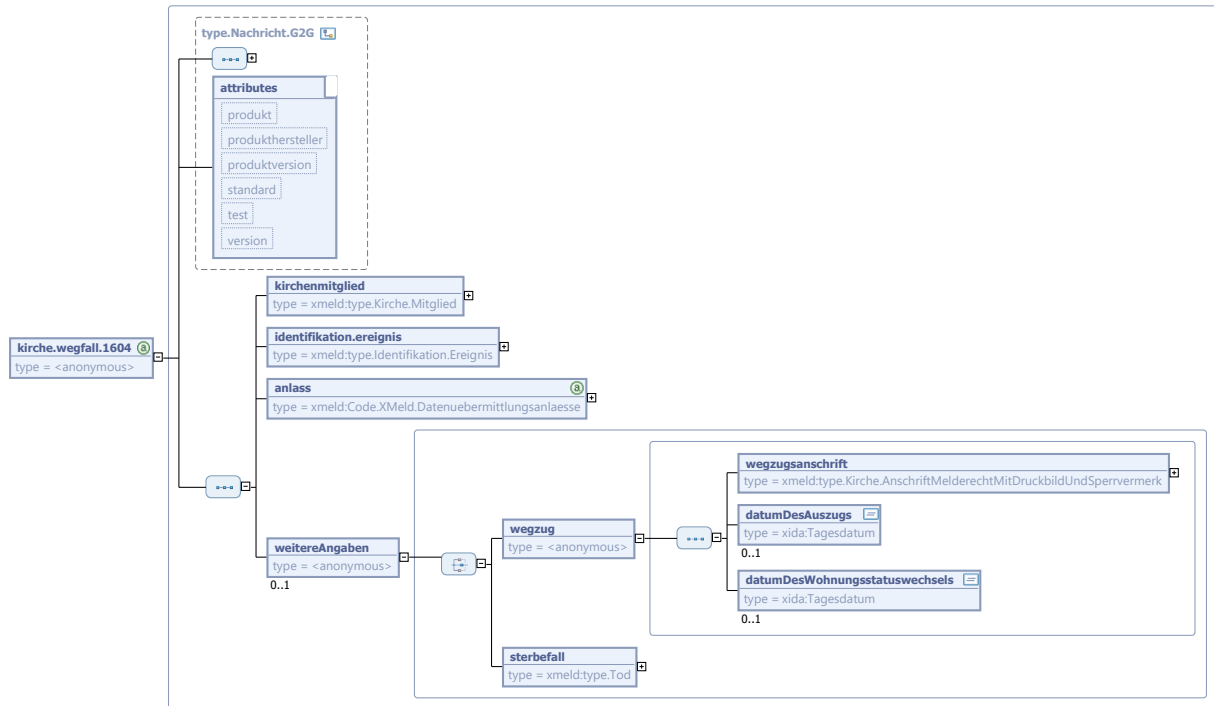 type.Nachricht.G2G
attributes
produkt
produkthersteller
produktversion
standard
test
version
kirchenmitglied
type = xmeld:type.Kirche.Mitglied
identifikation.ereignis
type = xmeld:type.Identifikation.Ereignis
kirche.wegfall.1604 a
type = <anonymous>
anlass a
type = xmeld:Code.XMeld.Datenuebermittlungsanlaesse
wegzugsanschrift
type = xmeld:type.Kirche.AnschriftMelderechtMitDruckbildUndSperrvermerk
datumDesAuszugs
type = xida:Tagesdatum
0..1
wegzug
type = <anonymous>
weitereAngaben
type = <anonymous>
0..1
datumDesWohnungsstatuswechsels
type = xida:Tagesdatum
0..1
sterbefall
type = xmeld:type.Tod